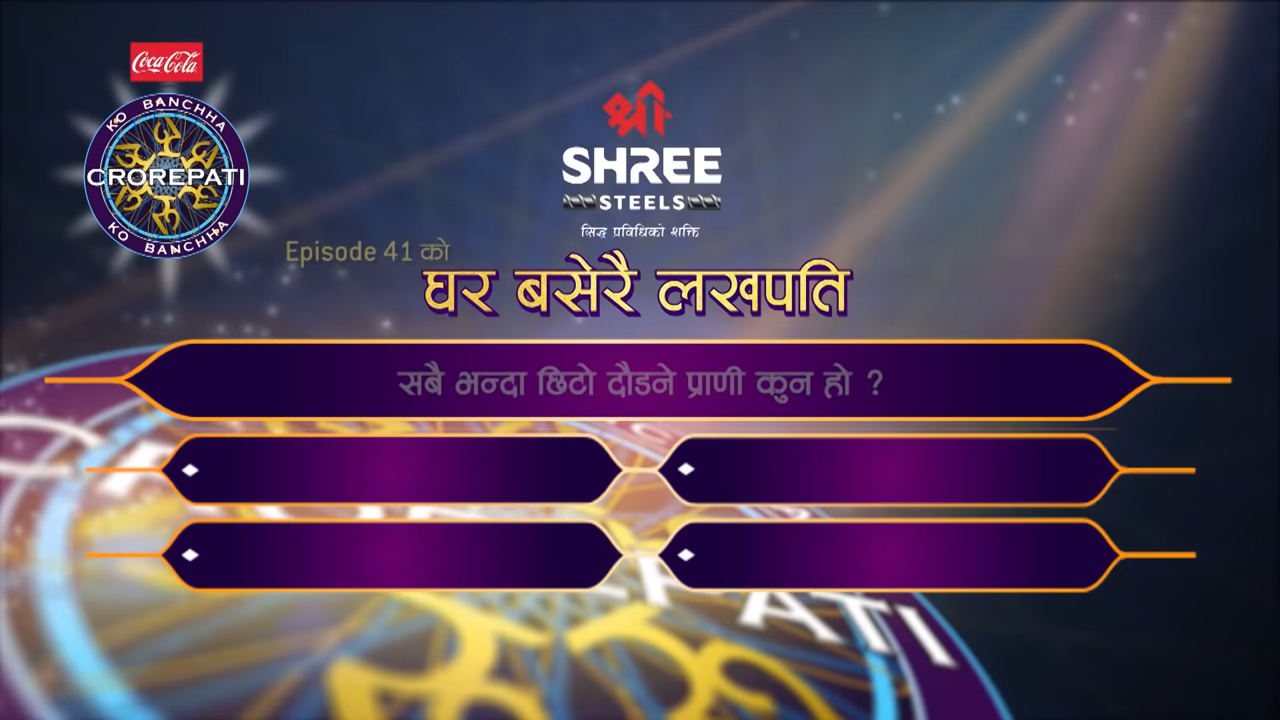 Coca-Cola
KO BANCHHA
CROREPATI
KO BANCHHA
श्री
SHREE
STEELS
सिद्ध प्रविधिको शक्ति
Episode 41 को
घर बसेरै लखपति
सबै भन्दा छिटो दौडने प्राणी कुन हो ?
PATI